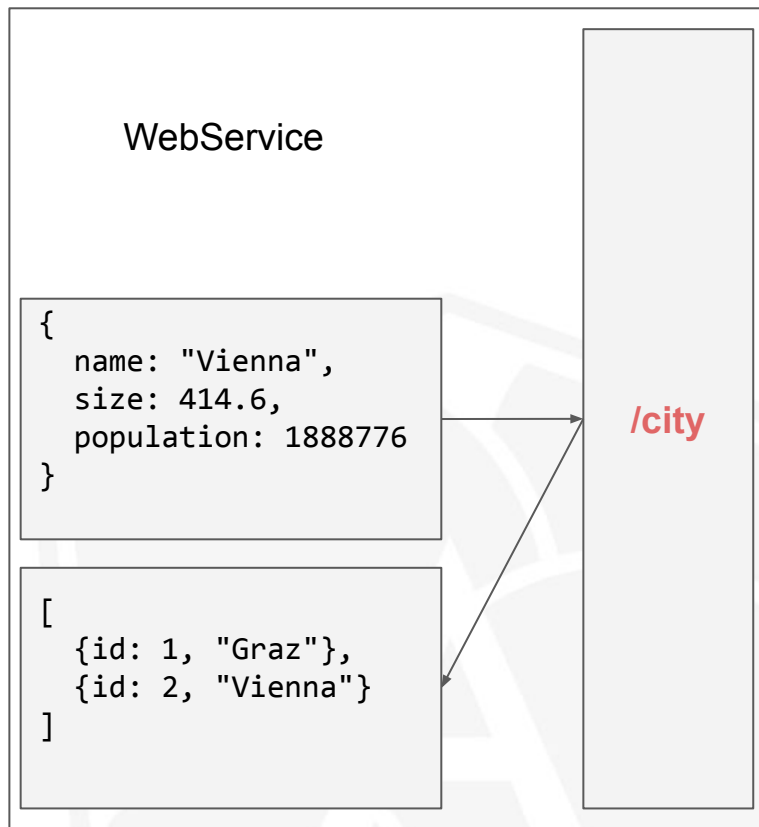 WebService
{
  name: "Vienna",
  size: 414.6,
  population: 1888776
}
/city
[
  {id: 1, "Graz"},
  {id: 2, "Vienna"}
]